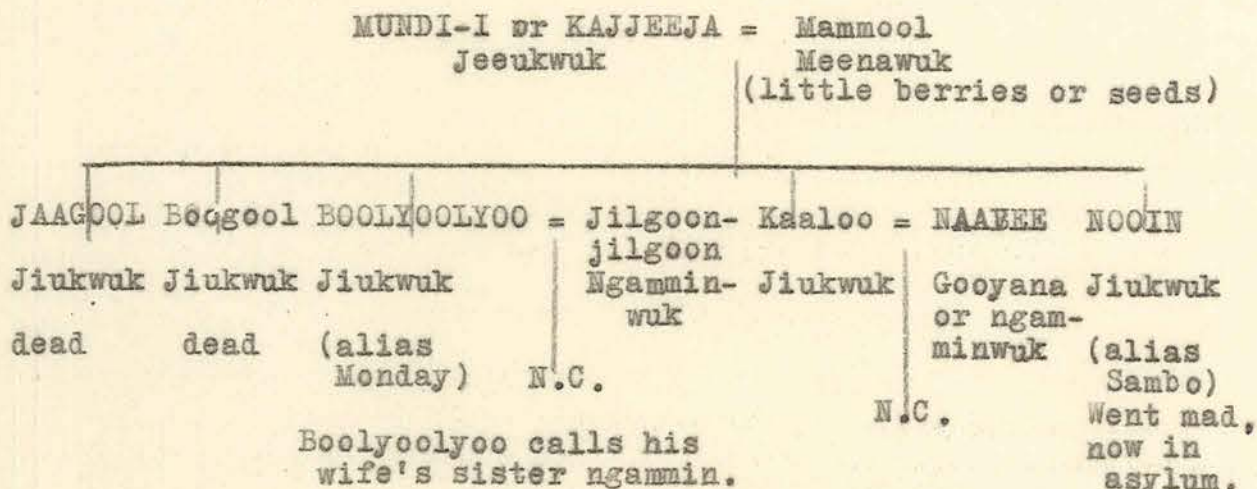 MUNDI-I or KAJJEEJA = Mammool
Jeeukwuk Meenawuk
(little berries or seeds)
JAAGOOL Boogool BOOLYOOLYOO = Jilgoon- Kaaloo = NAABEE NOOIN
jilgoon
Jiukwuk Jiukwuk Jiukwuk Ngammin- Jiukwuk Gooyana Jiukwuk
wuk or ngam-
dead dead (alias minwuk (alias
Monday) N.C. Sambo)
N.C. Went mad,
Boolyoolyoo calls his now in
wife's sister ngammin. asylum.